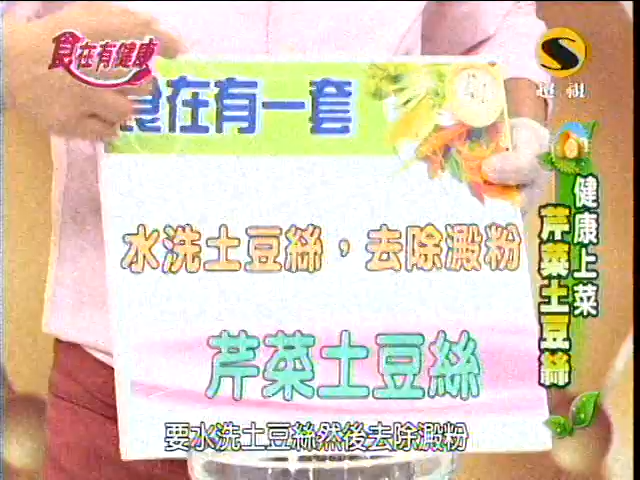 食在有健康
超視
食在有一套
水洗土豆絲，去除澱粉
芹菜土豆絲
健康上菜
芹菜土豆絲
要水洗土豆絲然後去除澱粉